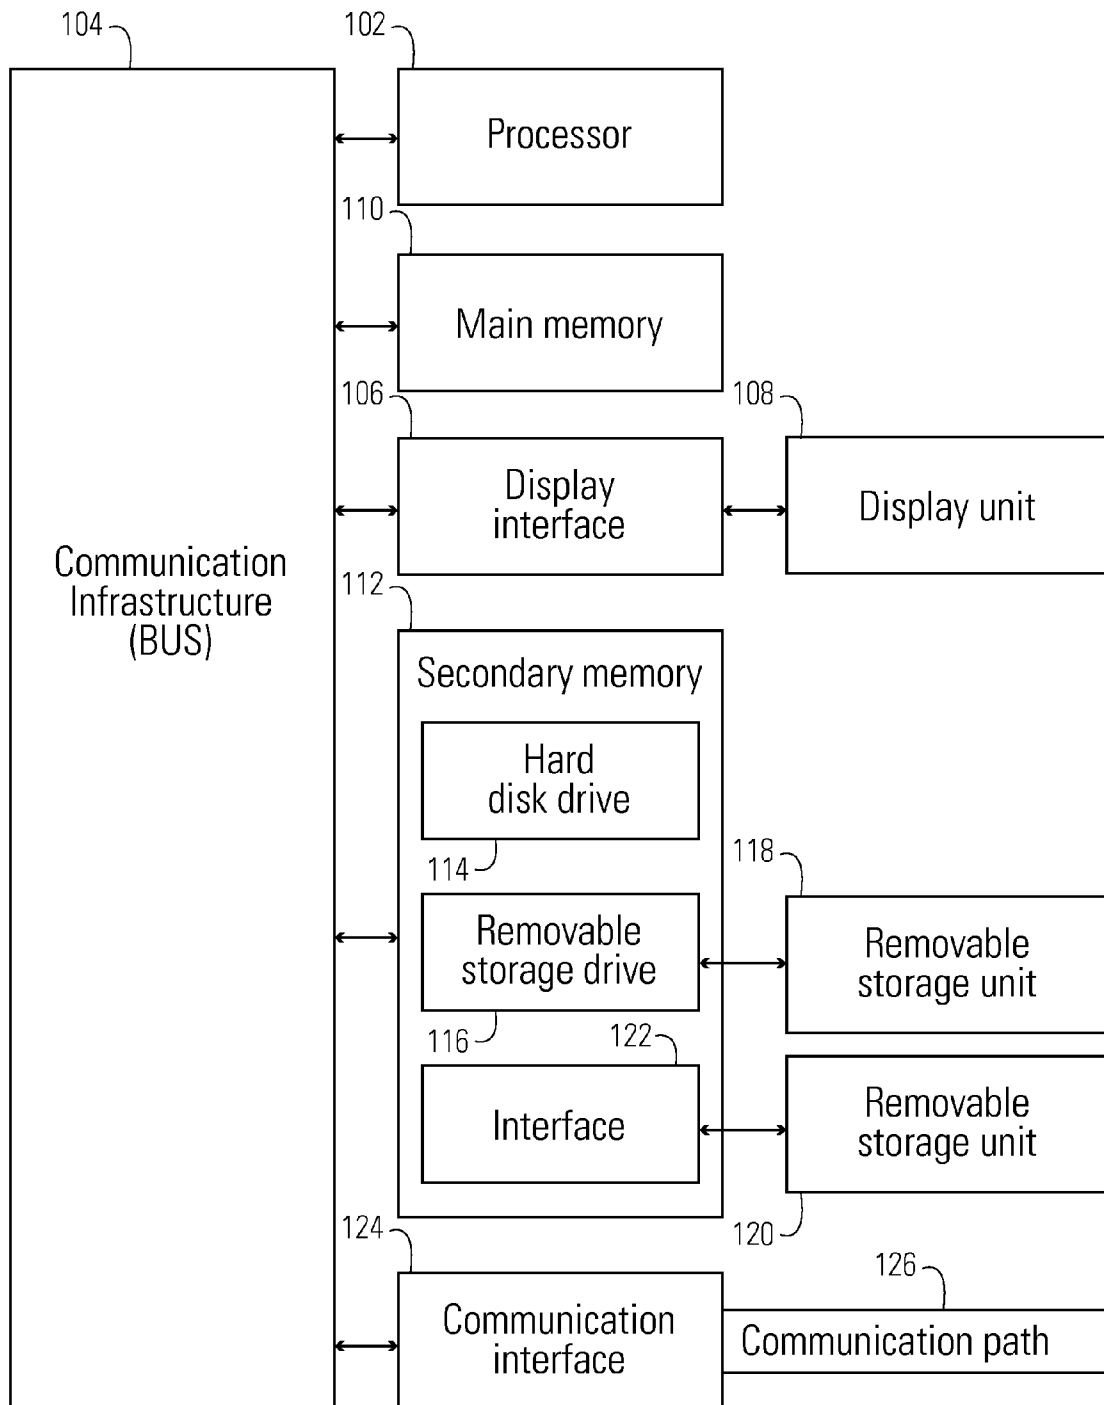 104
102
Processor
110
Main memory
106
108
Display
interface
Display unit
Communication
Infrastructure
(BUS)
112
Secondary memory
Hard
disk drive
114
118
Removable
storage drive
Removable
storage unit
116
122
Interface
Removable
storage unit
120
124
126
Communication
interface
Communication path